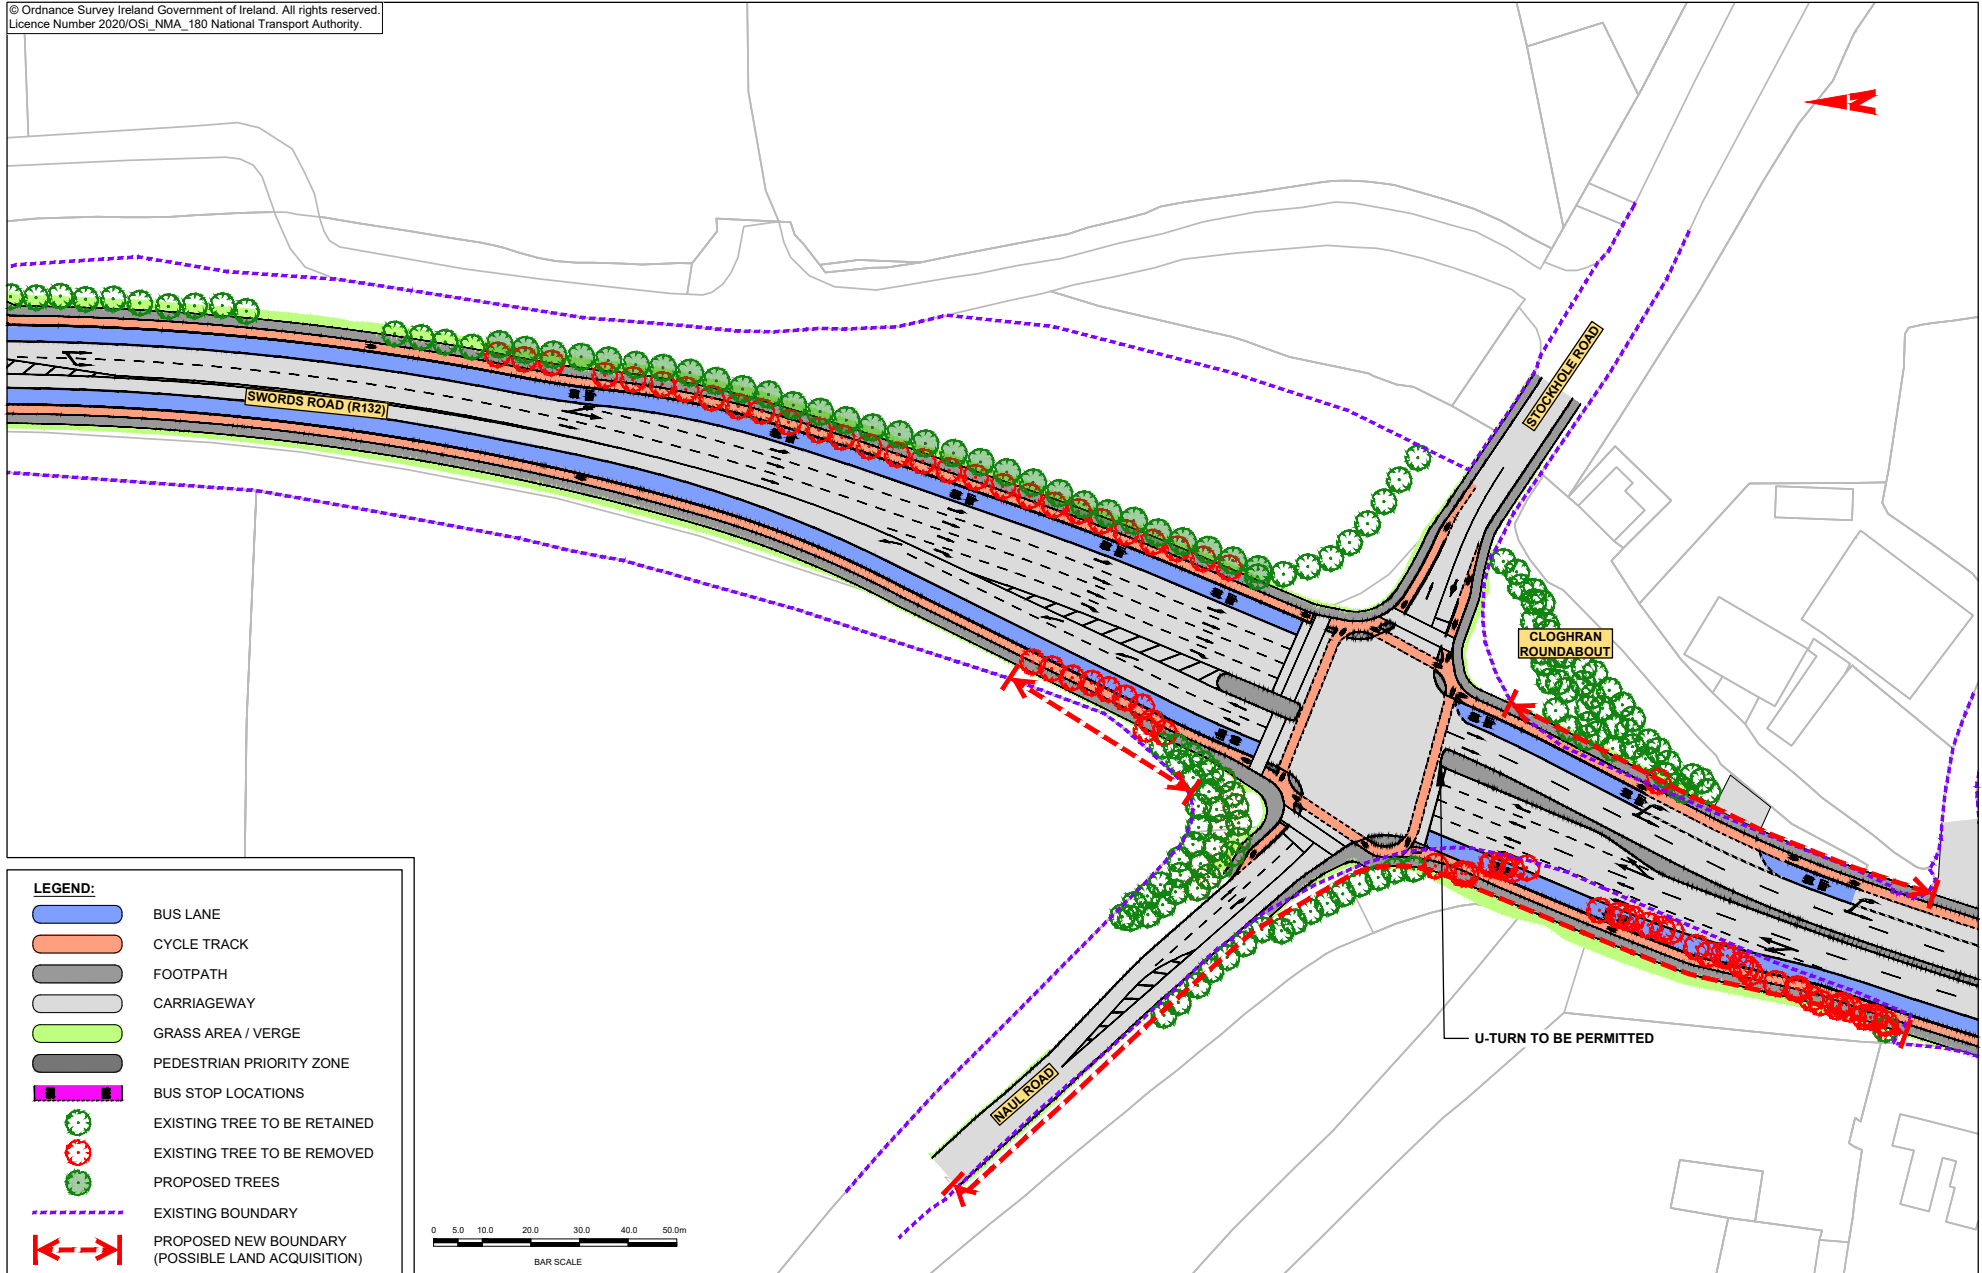 © Ordnance Survey Ireland Government of Ireland. All rights reserved.
Licence Number 2020/OSi_NMA_180 National Transport Authority.
N
SWORDS ROAD (R132)
STOCKHOLE ROAD
CLOGHRAN
ROUNDABOUT
U-TURN TO BE PERMITTED
NAUL ROAD
LEGEND:
BUS LANE
CYCLE TRACK
FOOTPATH
CARRIAGEWAY
GRASS AREA / VERGE
PEDESTRIAN PRIORITY ZONE
BUS STOP LOCATIONS
EXISTING TREE TO BE RETAINED
EXISTING TREE TO BE REMOVED
PROPOSED TREES
EXISTING BOUNDARY
PROPOSED NEW BOUNDARY
(POSSIBLE LAND ACQUISITION)
0 5.0 10.0 20.0 30.0 40.0 50.0m
BAR SCALE